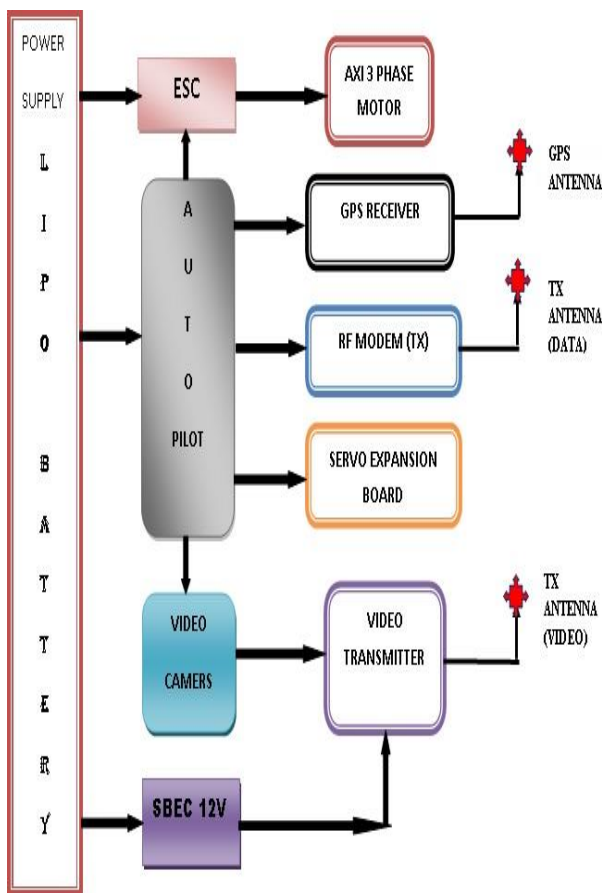 POWER
SUPPLY
L
I
P
O
B
A
T
T
E
R
Y
ESC
AXI 3 PHASE
MOTOR
A
U
T
O
PILOT
GPS RECEIVER
GPS
ANTENNA
RF MODEM (TX)
TX
ANTENNA
(DATA)
SERVO EXPANSION
BOARD
VIDEO
CAMERS
VIDEO
TRANSMITTER
TX
ANTENNA
(VIDEO)
SBEC 12V